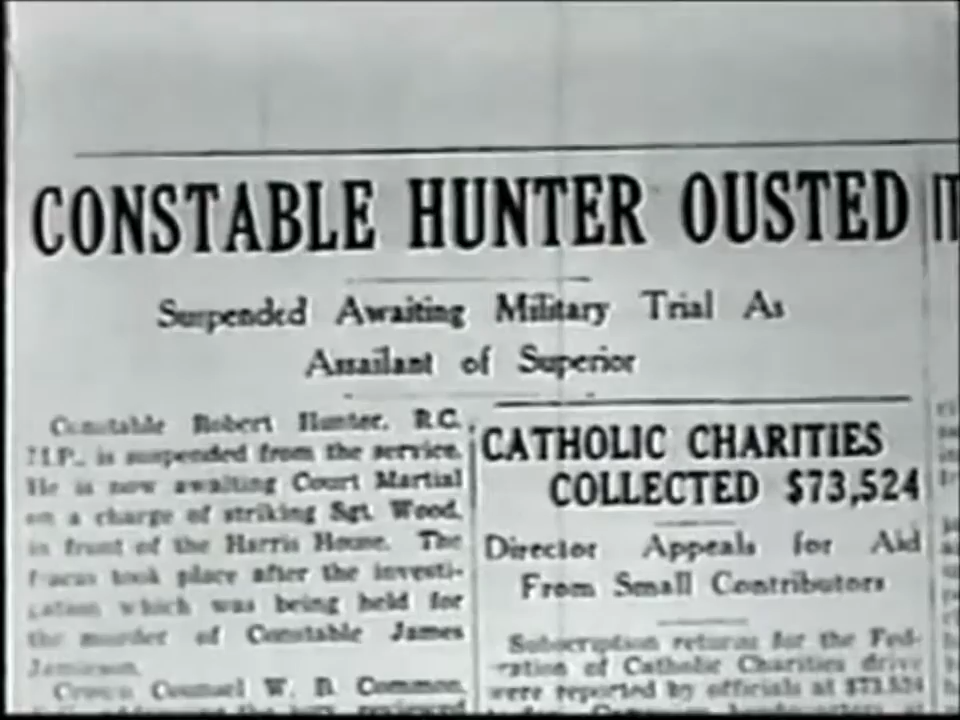 CONSTABLE HUNTER OUSTED
Suspended Awaiting Military Trial As
Assailant of Superior
Constable Robert Hunter, R.C.
M.P., is suspended from the service.
He is now awaiting Court Martial
on a charge of striking Sgt. Wood,
in front of the Harris House. The
fracas took place after the investi-
gation which was being held for
the murder of Constable James
Jamieson.
Crown Counsel W. B. Common,
CATHOLIC CHARITIES
COLLECTED $73,524
Director Appeals for Aid
From Small Contributors
Subscription returns for the Fed-
eration of Catholic Charities drive
were reported by officials at $73,524